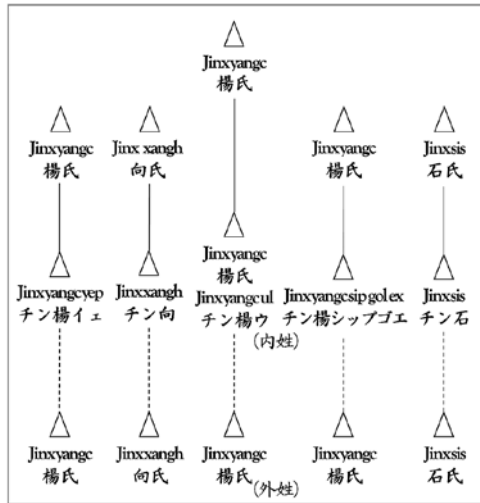 Jinxyangc
楊氏
Jinxyangc Jinx xangh Jinxyangc Jinxsis
楊氏 向氏 楊氏 石氏
Jinxyangc
楊氏
Jinxyangcyep Jinxxangh Jinxyangcul Jinxyangcsip gol ex Jinxsis
チン楊イェ チン向 チン楊ウ チン楊シップゴエ チン石
(内姓)
Jinxyangc Jinxxangh Jinxyangc Jinxyangc Jinxsis
楊氏 向氏 楊氏 楊氏 石氏
(外姓)